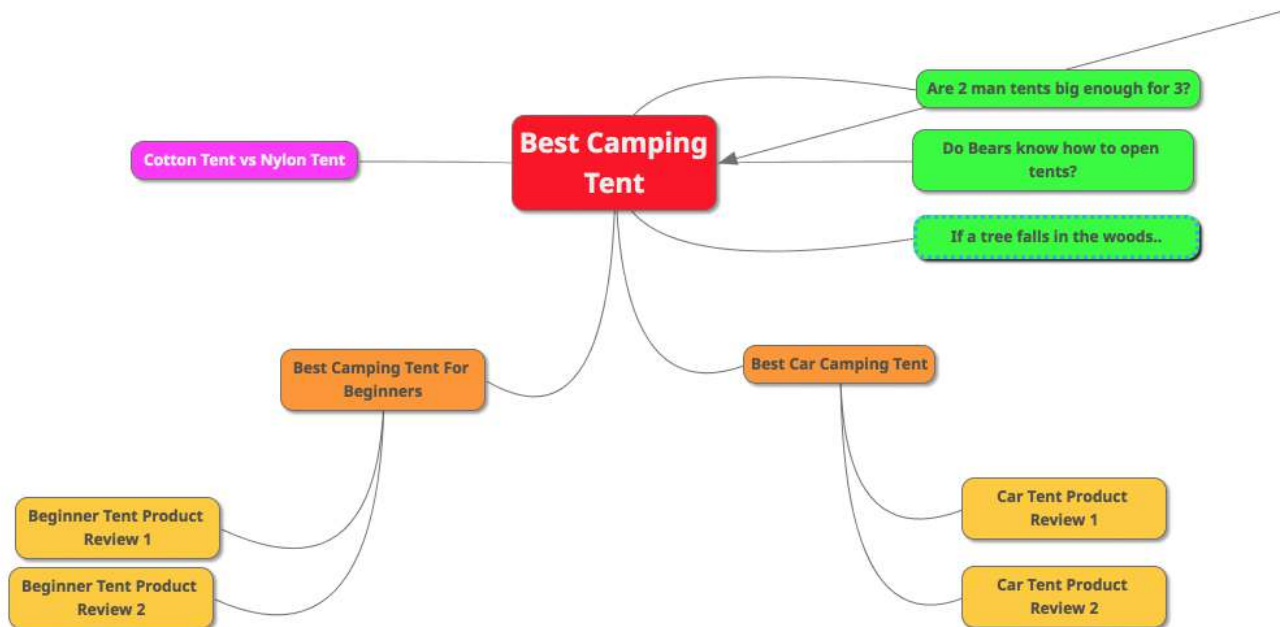 Are 2 man tents big enough for 3?
Best Camping
Tent
Cotton Tent vs Nylon Tent
Do Bears know how to open
tents?
If a tree falls in the woods..
Best Camping Tent For
Beginners
Best Car Camping Tent
Beginner Tent Product
Review 1
Beginner Tent Product
Review 2
Car Tent Product
Review 1
Car Tent Product
Review 2